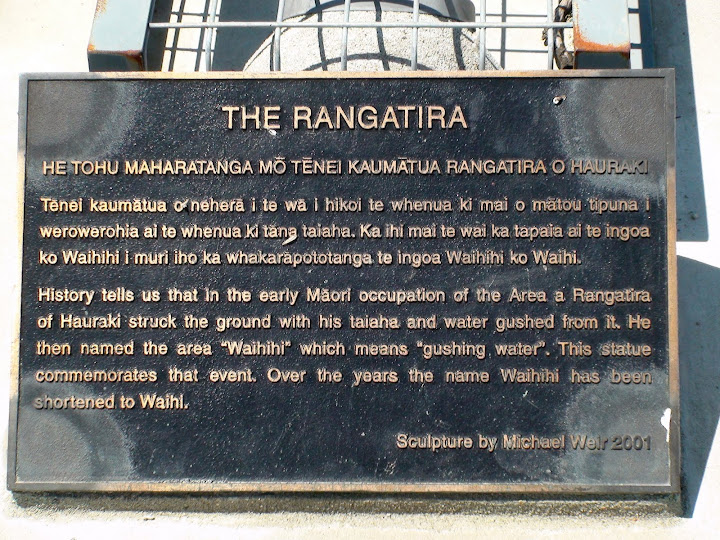 THE RANGATIRA
HE TOHU MAHARATANGA MŌ TĒNEI KAUMĀTUA RANGATIRA O HAURAKI
Tēnei kaumātua o neherā i te wā i hīkoi te whenua ki mai o mātou tīpuna i
werowerohia ai te whenua ki tāna taiaha. Ka ihi mai te wai ka tapaīa ai te ingoa
ko Waihihi i muri iho ka whakarāpototanga te ingoa Waihihi ko Waihi.
History tells us that in the early Māori occupation of the Area a Rangatira
of Hauraki struck the ground with his taiaha and water gushed from it. He
then named the area "Waihihi" which means "gushing water". This statue
commemorates that event. Over the years the name Waihihi has been
shortened to Waihi.
Sculpture by Michael Weir 2001